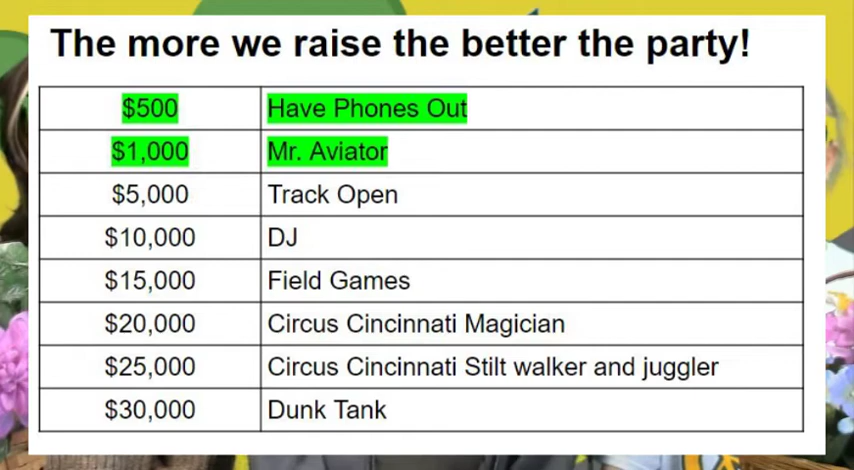 The more we raise the better the party!
$500 Have Phones Out
$1,000 Mr. Aviator
$5,000 Track Open
$10,000 DJ
$15,000 Field Games
$20,000 Circus Cincinnati Magician
$25,000 Circus Cincinnati Stilt walker and juggler
$30,000 Dunk Tank